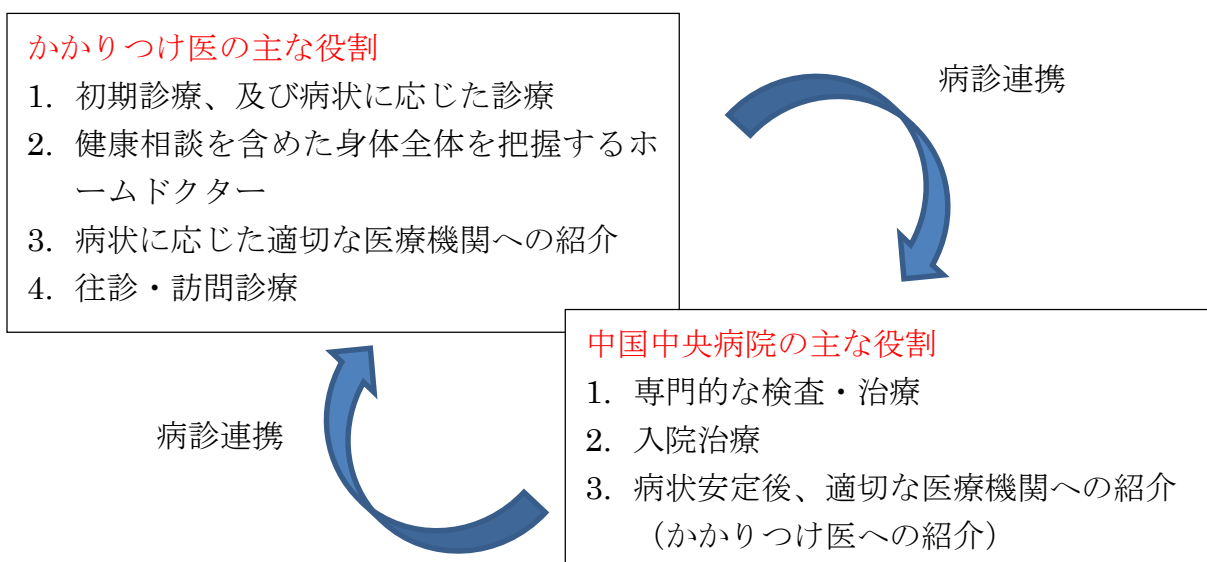 かかりつけ医の主な役割
1. 初期診療、及び病状に応じた診療
2. 健康相談を含めた身体全体を把握するホ
ームドクター
3. 病状に応じた適切な医療機関への紹介
4. 往診・訪問診療
病診連携
中国中央病院の主な役割
1. 専門的な検査・治療
2. 入院治療
3. 病状安定後、適切な医療機関への紹介
（かかりつけ医への紹介）
病診連携